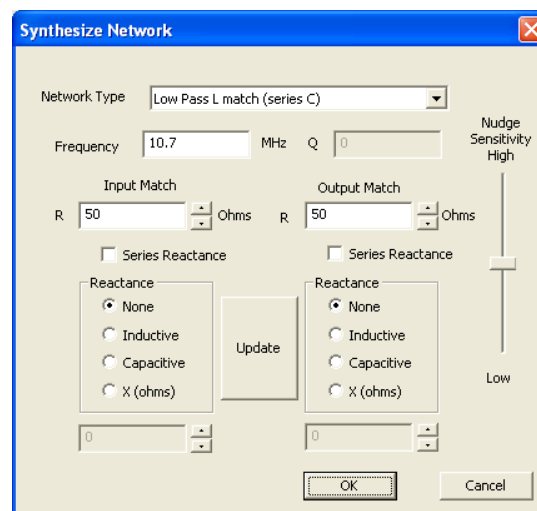 Synthesize Network
Network Type Low Pass L match (series C)
Frequency 10.7 MHz Q 0
Nudge
Sensitivity
High
Input Match
Output Match
R 50 Ohms
R 50 Ohms
Series Reactance
Series Reactance
Reactance
None
Inductive
Capacitive
X (ohms)
0
Update
Reactance
None
Inductive
Capacitive
X (ohms)
0
Low
OK
Cancel